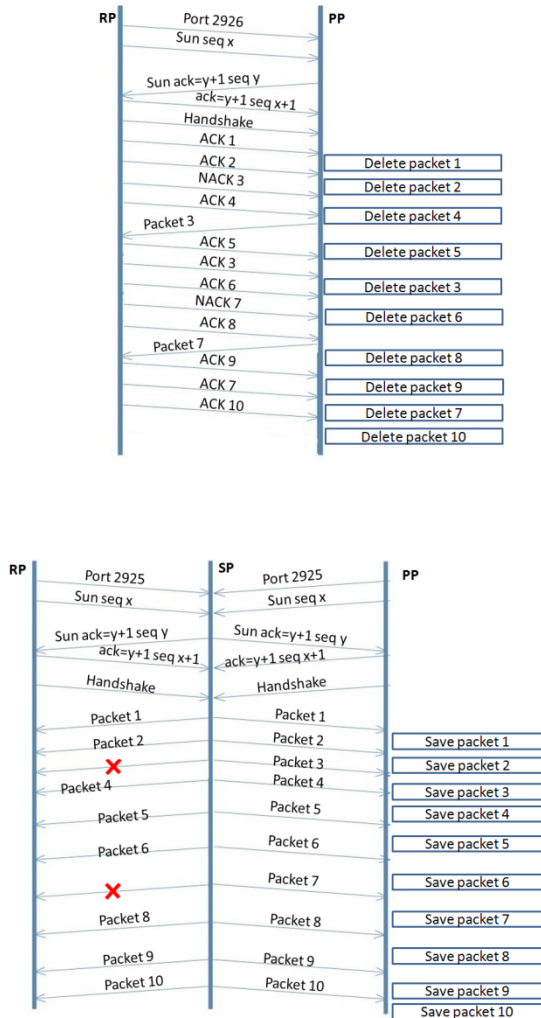 RP PP
Port 2926
Sun seq x
Sun ack=y+1 seq y
ack=y+1 seq x+1
Handshake
ACK 1
ACK 2
Delete packet 1
NACK 3
Delete packet 2
ACK 4
Delete packet 4
Packet 3
ACK 5
Delete packet 5
ACK 3
ACK 6
Delete packet 3
NACK 7
Delete packet 6
ACK 8
Packet 7
Delete packet 8
ACK 9
ACK 7
Delete packet 9
ACK 10
Delete packet 7
Delete packet 10
RP SP PP
Port 2925 Port 2925
Sun seq x Sun seq x
Sun ack=y+1 seq y Sun ack=y+1 seq y
ack=y+1 seq x+1 ack=y+1 seq x+1
Handshake Handshake
Packet 1 Packet 1
Packet 2 Packet 2 Save packet 1
Packet 3 Save packet 2
Packet 4 Packet 4 Save packet 3
Packet 5 Packet 5 Save packet 4
Packet 6 Packet 6 Save packet 5
Packet 7 Save packet 6
Packet 8 Packet 8 Save packet 7
Packet 9 Packet 9 Save packet 8
Packet 10 Packet 10 Save packet 9
Save packet 10